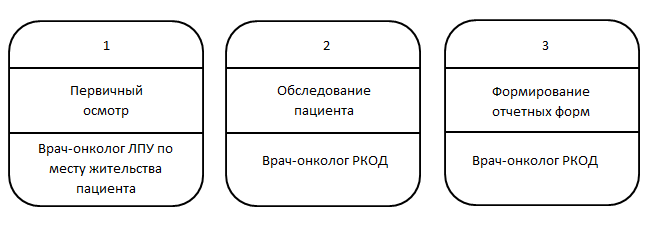 1
Первичный
осмотр
Врач-онколог ЛПУ по
месту жительства
пациента
2
Обследование
пациента
Врач-онколог РКОД
3
Формирование
отчетных форм
Врач-онколог РКОД